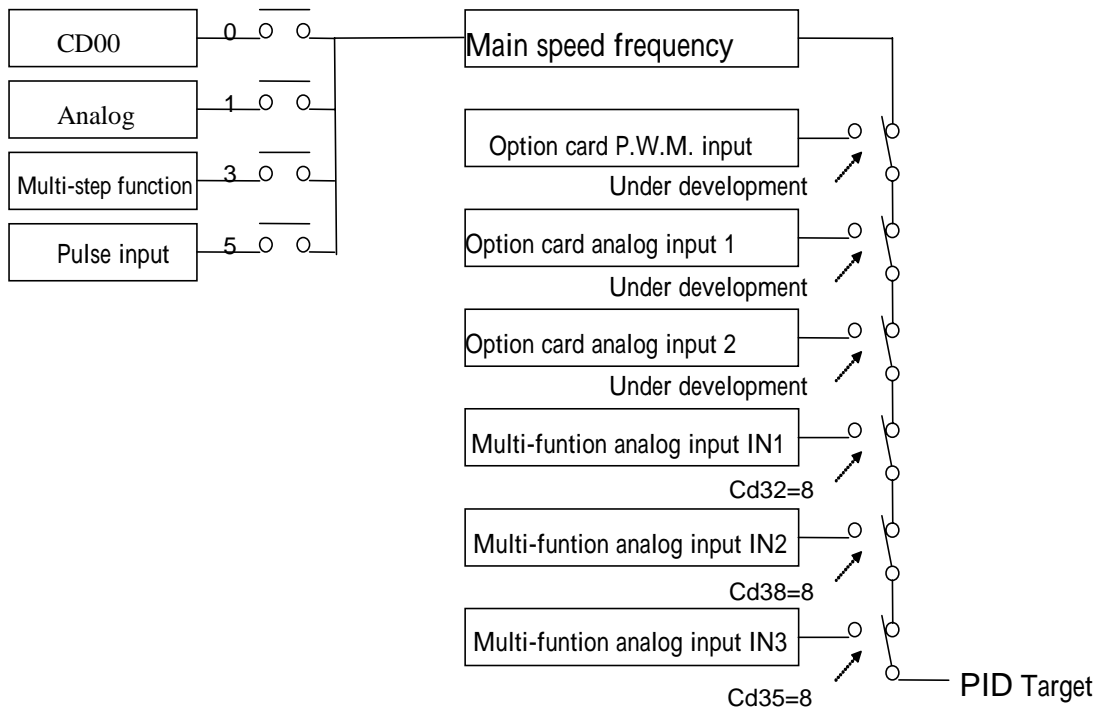 CD00
0
Main speed frequency
Analog
1
Option card P.W.M. input
Under development
Multi-step function
3
Pulse input
5
Option card analog input 1
Under development
Option card analog input 2
Under development
Multi-funtion analog input IN1
Cd32=8
Multi-funtion analog input IN2
Cd38=8
Multi-funtion analog input IN3
Cd35=8
PID Target